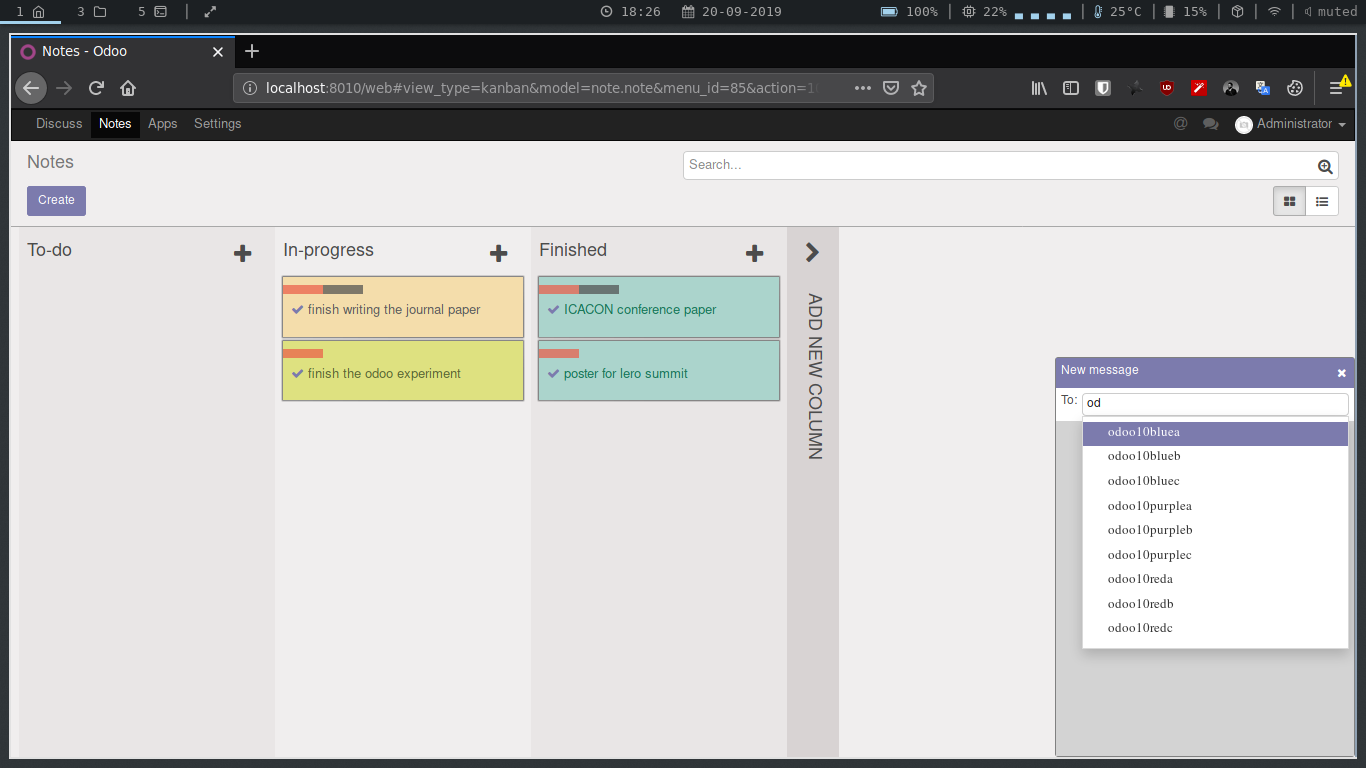 1 3 5 18:26 20-09-2019 100% 22% 25°C 15% muted
Notes - Odoo
localhost:8010/web#view_type=kanban&model=note.note&menu_id=85&action=1
Discuss Notes Apps Settings @ Administrator
Notes
Search...
Create
To-do In-progress Finished
finish writing the journal paper
finish the odoo experiment
ICACON conference paper
poster for lero summit
ADD NEW COLUMN
New message
To: od
odoo10bluea
odoo10blueb
odoo10bluec
odoo10purplea
odoo10purpleb
odoo10purplec
odoo10reda
odoo10redb
odoo10redc